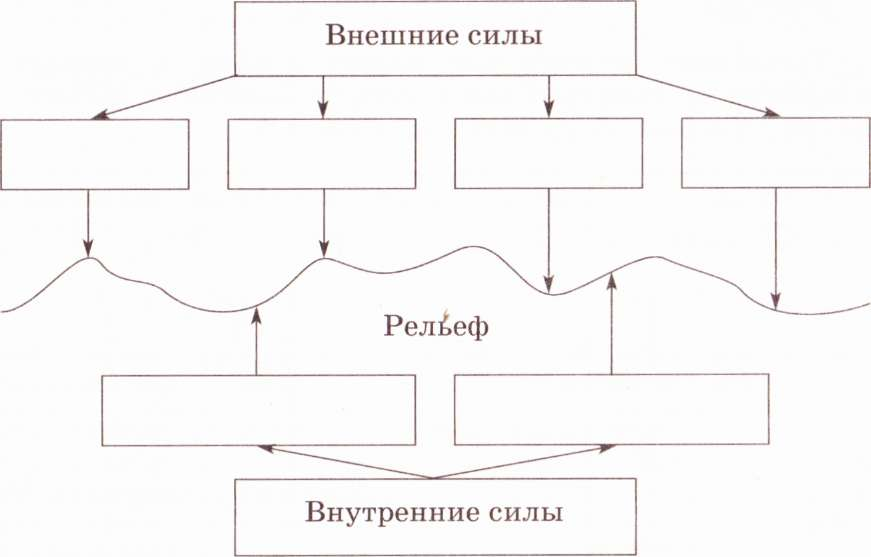 Внешние силы
Рельеф
Внутренние силы